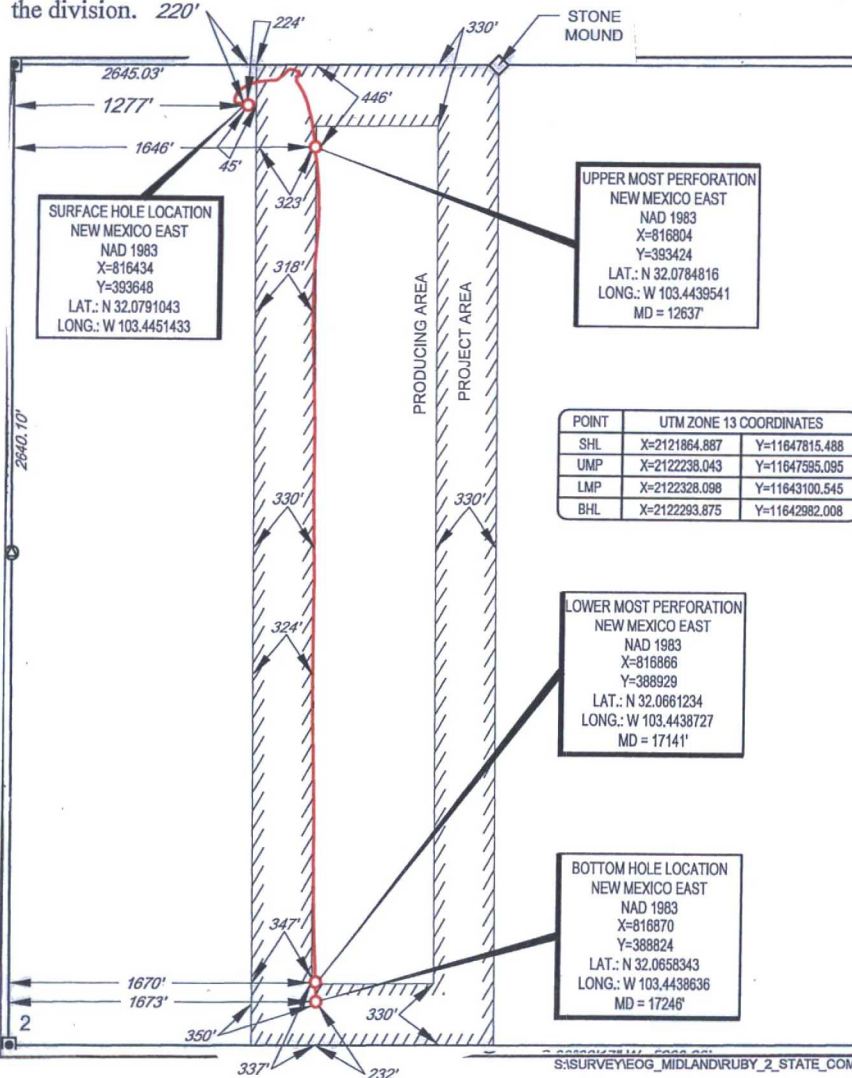 the division. 220'
224'
330'
STONE
MOUND
2645.03'
1277'
446'
1646'
45'
323'
SURFACE HOLE LOCATION
NEW MEXICO EAST
NAD 1983
X=816434
Y=393648
LAT.: N 32.0791043
LONG.: W 103.4451433
UPPER MOST PERFORATION
NEW MEXICO EAST
NAD 1983
X=816804
Y=393424
LAT.: N 32.0784816
LONG.: W 103.4439541
MD = 12637'
318'
PRODUCING AREA
PROJECT AREA
2640.10'
POINT UTM ZONE 13 COORDINATES
SHL X=2121864.887 Y=11647815.488
UMP X=2122238.043 Y=11647595.095
LMP X=2122328.098 Y=11643100.545
BHL X=2122293.875 Y=11642982.008
330'
330'
324'
LOWER MOST PERFORATION
NEW MEXICO EAST
NAD 1983
X=816866
Y=388929
LAT.: N 32.0661234
LONG.: W 103.4438727
MD = 17141'
BOTTOM HOLE LOCATION
NEW MEXICO EAST
NAD 1983
X=816870
Y=388824
LAT.: N 32.0658343
LONG.: W 103.4438636
MD = 17246'
347'
1670'
1673'
2
350'
330'
337'
232'
S:\SURVEY\EOG_MIDLAND\RUBY_2_STATE_COM